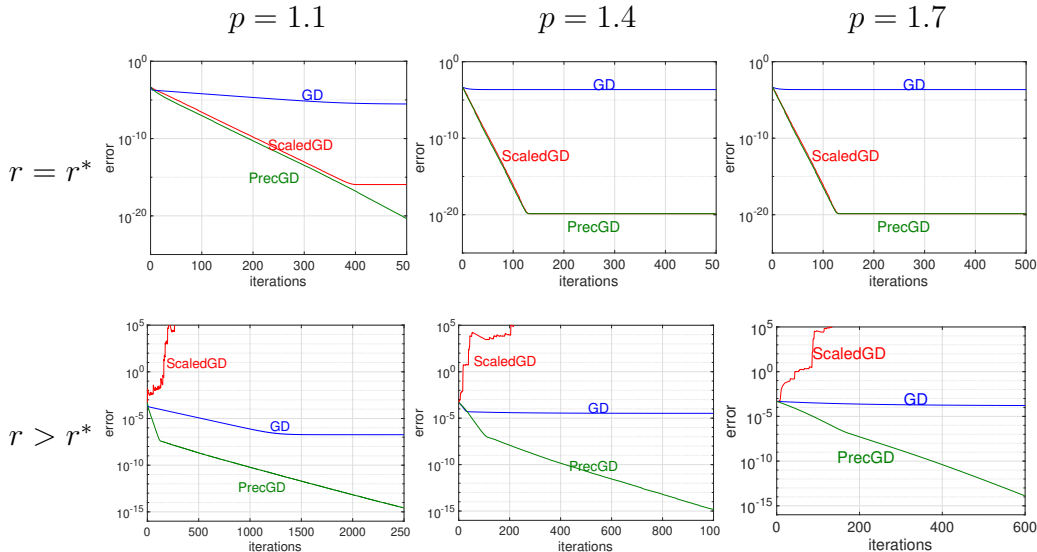 p = 1.1
p = 1.4
p = 1.7
r = r*
10^0
10^-10
10^-20
error
GD
ScaledGD
PrecGD
0
100
200
300
400
50
iterations
10^0
10^-10
10^-20
error
GD
ScaledGD
PrecGD
0
100
200
300
400
50
iterations
10^0
10^-10
10^-20
error
GD
ScaledGD
PrecGD
0
100
200
300
400
500
iterations
r > r*
10^5
10^0
10^-5
10^-10
10^-15
error
ScaledGD
GD
PrecGD
0
500
1000
1500
2000
250
iterations
10^5
10^0
10^-5
10^-10
10^-15
error
ScaledGD
GD
PrecGD
0
200
400
600
800
100
iterations
10^5
10^0
10^-5
10^-10
10^-15
error
ScaledGD
GD
PrecGD
0
200
400
600
iterations